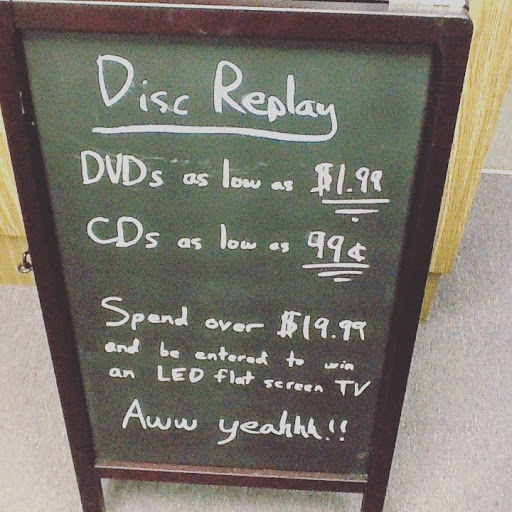 Disc Replay
DVDs as low as $1.99
CDs as low as 99¢
Spend over $19.99
and be entered to win
an LED flat screen TV
Aww yeahhh!!